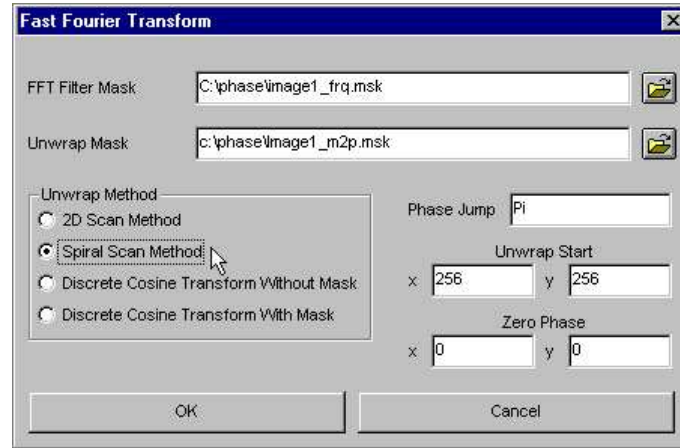 Fast Fourier Transform
FFT Filter Mask C:\phase\image1_frq.msk
Unwrap Mask c:\phase\image1_m2p.msk
Unwrap Method
2D Scan Method
Spiral Scan Method
Discrete Cosine Transform Without Mask
Discrete Cosine Transform With Mask
Phase Jump Pi
Unwrap Start
x 256 y 256
Zero Phase
x 0 y 0
OK Cancel